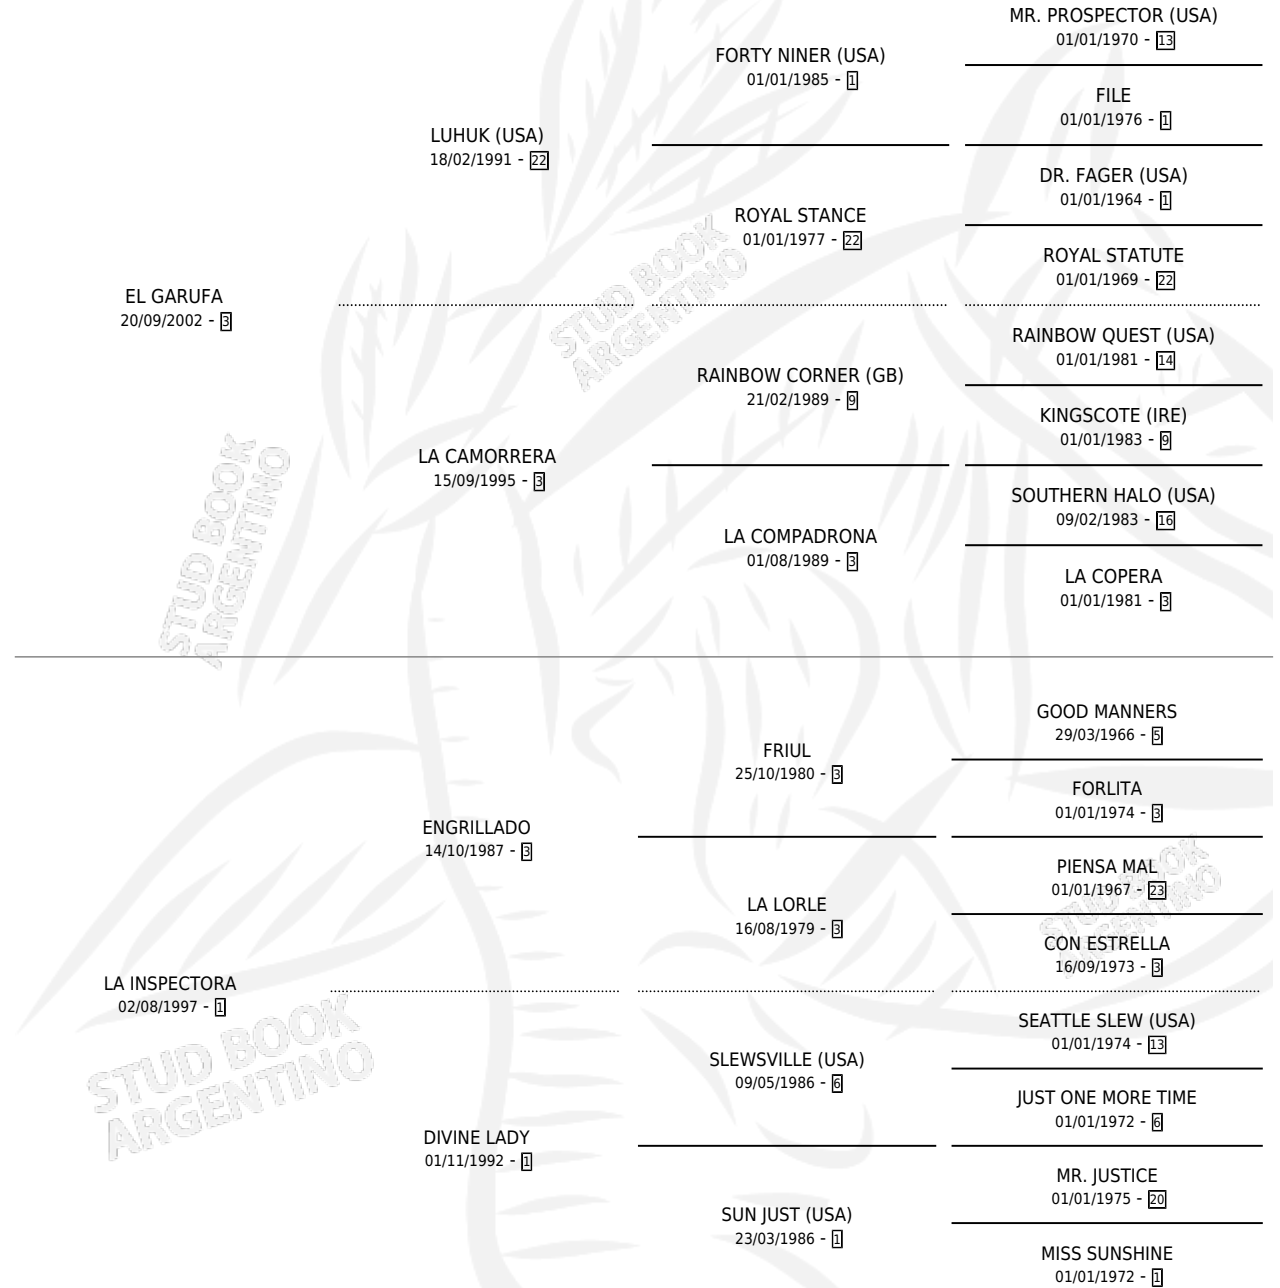 MR. PROSPECTOR (USA)
01/01/1970 - 13
FORTY NINER (USA)
01/01/1985 - 1
FILE
01/01/1976 - 1
LUHUK (USA)
18/02/1991 - 22
DR. FAGER (USA)
01/01/1964 - 1
ROYAL STANCE
01/01/1977 - 22
ROYAL STATUTE
01/01/1969 - 22
EL GARUFA
20/09/2002 - 3
STUD BOOK
ARGENTINO
RAINBOW QUEST (USA)
01/01/1981 - 14
RAINBOW CORNER (GB)
21/02/1989 - 9
KINGSCOTE (IRE)
01/01/1983 - 9
LA CAMORRERA
15/09/1995 - 3
SOUTHERN HALO (USA)
09/02/1983 - 16
LA COMPADRONA
01/08/1989 - 3
LA COPERA
01/01/1981 - 3
STUD BOOK
ARGENTINO
GOOD MANNERS
29/03/1966 - 5
FRIUL
25/10/1980 - 3
FORLITA
01/01/1974 - 3
ENGRILLADO
14/10/1987 - 3
PIENSA MAL
01/01/1967 - 23
LA LORLE
16/08/1979 - 3
CON ESTRELLA
16/09/1973 - 3
STUD BOOK
ARGENTINO
LA INSPECTORA
02/08/1997 - 1
SEATTLE SLEW (USA)
01/01/1974 - 13
SLEWSVILLE (USA)
09/05/1986 - 6
JUST ONE MORE TIME
01/01/1972 - 6
STUD BOOK
ARGENTINO
DIVINE LADY
01/11/1992 - 1
MR. JUSTICE
01/01/1975 - 20
SUN JUST (USA)
23/03/1986 - 1
MISS SUNSHINE
01/01/1972 - 1